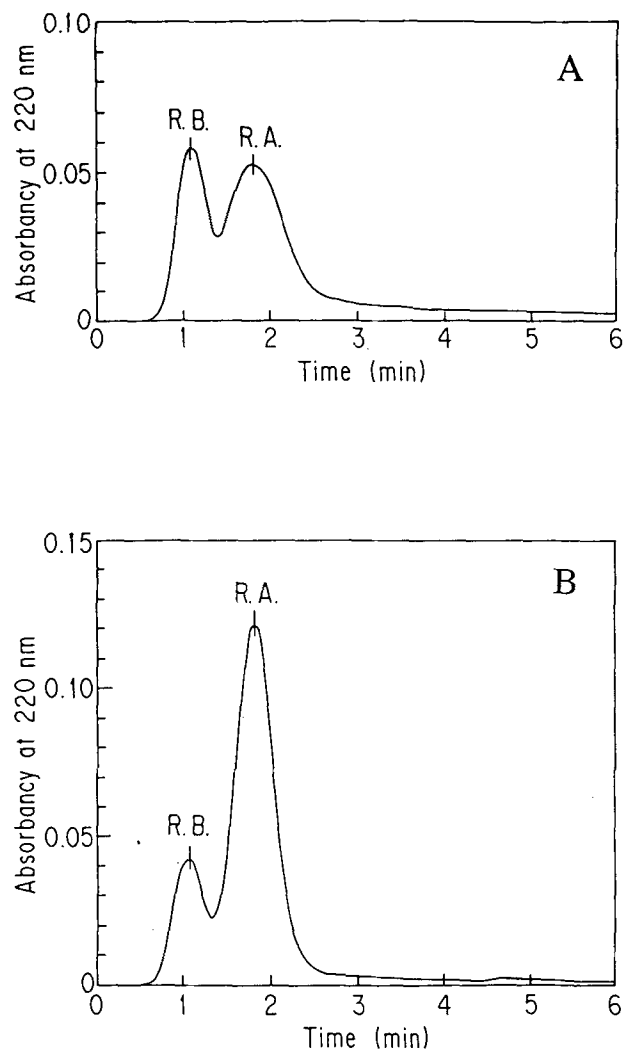 0.10
A
R.B.
R.A.
0.05
0
Absorbancy at 220 nm
0 1 2 3 4 5 6
Time (min)
0.15
B
R.A.
0.10
R.B.
0.05
0
Absorbancy at 220 nm
0 1 2 3 4 5 6
Time (min)